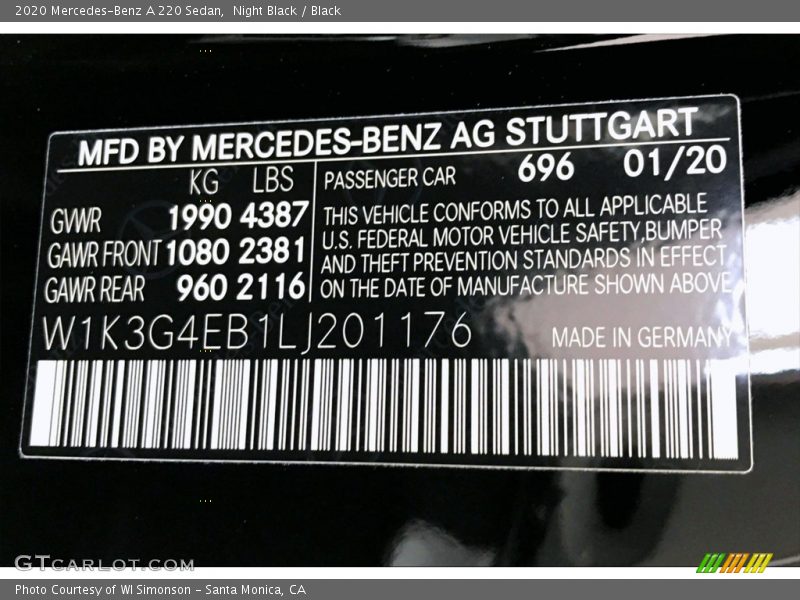 2020 Mercedes-Benz A 220 Sedan, Night Black / Black
MFD BY MERCEDES-BENZ AG STUTTGART
KG LBS PASSENGER CAR 696 01/20
GWR 1990 4387
GAWR FRONT 1080 2381
GAWR REAR 960 2116
THIS VEHICLE CONFORMS TO ALL APPLICABLE
U.S. FEDERAL MOTOR VEHICLE SAFETY,BUMPER
AND THEFT PREVENTION STANDARDS IN EFFECT
ON THE DATE OF MANUFACTURE SHOWN ABOVE
W1K3G4EB1LJ201176 MADE IN GERMANY
GTCARLOT.COM
Photo Courtesy of WI Simonson - Santa Monica, CA